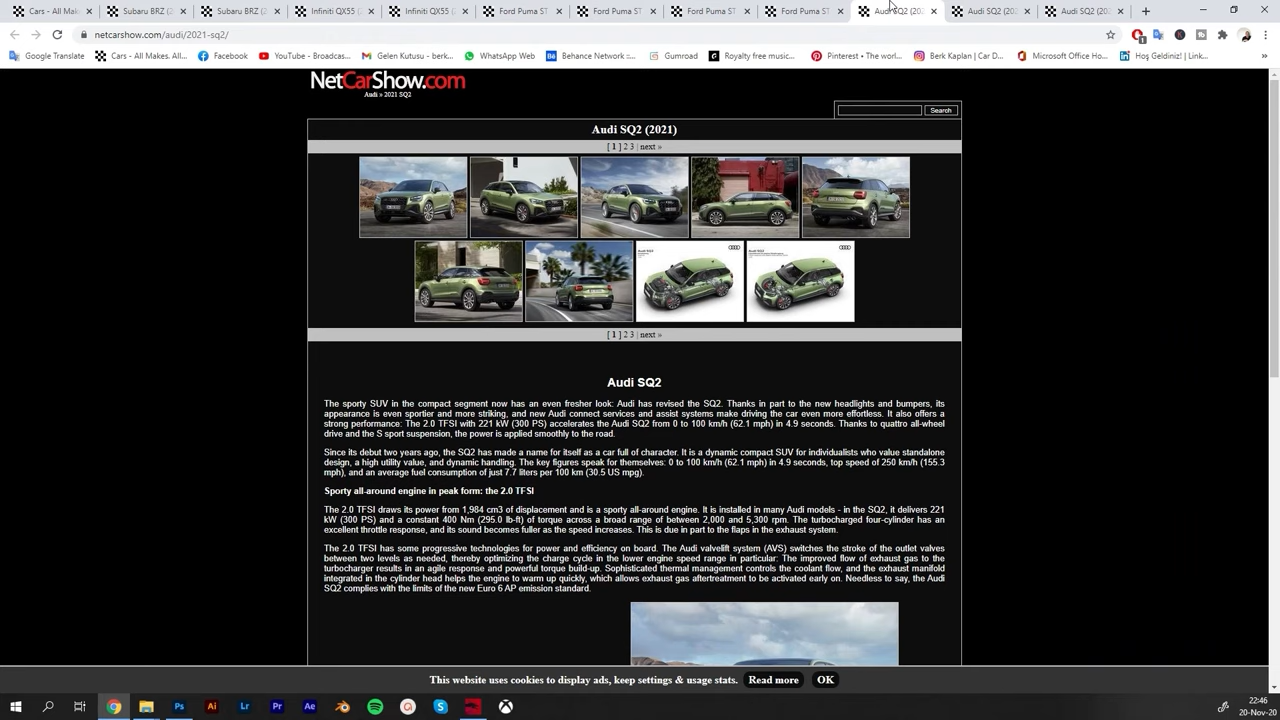 Cars - All Make
Subaru BRZ (2
Subaru BRZ (2
Infiniti QX55
Infiniti QX55
Ford Puma ST
Ford Puma ST
Ford Puma ST
Ford Puma ST
Audi SQ2 (202
Audi SQ2 (202
Audi SQ2 (202
netcarshow.com/audi/2021-sq2/
Google Translate
Cars - All Makes, All...
Facebook
YouTube - Broadcas...
Gelen Kutusu - berk...
WhatsApp Web
Behance Network ::...
Gumroad
Royalty free music...
Pinterest • The worl...
Berk Kaplan | Car D...
Microsoft Office Ho...
Hoş Geldiniz! | Link...
NetCarShow.com
Audi » 2021 SQ2
Search
Audi SQ2 (2021)
[ 1 ] 2 3 | next »
[ 1 ] 2 3 | next »
Audi SQ2
The sporty SUV in the compact segment now has an even fresher look: Audi has revised the SQ2. Thanks in part to the new headlights and bumpers, its
appearance is even sportier and more striking, and new Audi connect services and assist systems make driving the car even more effortless. It also offers a
strong performance: The 2.0 TFSI with 221 kW (300 PS) accelerates the Audi SQ2 from 0 to 100 km/h (62.1 mph) in 4.9 seconds. Thanks to quattro all-wheel
drive and the S sport suspension, the power is applied smoothly to the road.
Since its debut two years ago, the SQ2 has made a name for itself as a car full of character. It is a dynamic compact SUV for individualists who value standalone
design, a high utility value, and dynamic handling. The key figures speak for themselves: 0 to 100 km/h (62.1 mph) in 4.9 seconds, top speed of 250 km/h (155.3
mph), and an average fuel consumption of just 7.7 liters per 100 km (30.5 US mpg).
Sporty all-around engine in peak form: the 2.0 TFSI
The 2.0 TFSI draws its power from 1,984 cm3 of displacement and is a sporty all-around engine. It is installed in many Audi models - in the SQ2, it delivers 221
kW (300 PS) and a constant 400 Nm (295.0 lb-ft) of torque across a broad range of between 2,000 and 5,300 rpm. The turbocharged four-cylinder has an
excellent throttle response, and its sound becomes fuller as the speed increases. This is due in part to the flaps in the exhaust system.
The 2.0 TFSI has some progressive technologies for power and efficiency on board. The Audi valvelift system (AVS) switches the stroke of the outlet valves
between two levels as needed, thereby optimizing the charge cycle in the lower engine speed range in particular: The improved flow of exhaust gas to the
turbocharger results in an agile response and powerful torque build-up. Sophisticated thermal management controls the coolant flow, and the exhaust manifold
integrated in the cylinder head helps the engine to warm up quickly, which allows exhaust gas aftertreatment to be activated early on. Needless to say, the Audi
SQ2 complies with the limits of the new Euro 6 AP emission standard.
This website uses cookies to display ads, keep settings & usage stats. Read more OK
Ps
Ai
Lr
Pr
Ae
22:46
20-Nov-20